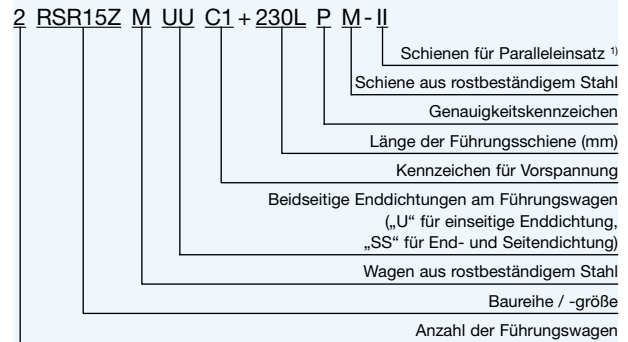 2 RSR15Z M UU C1 + 230L P M - II
Schienen für Paralleleinsatz ¹⁾
Schiene aus rostbeständigem Stahl
Genauigkeitskennzeichen
Länge der Führungsschiene (mm)
Kennzeichen für Vorspannung
Beidseitige Enddichtungen am Führungswagen
(„U“ für einseitige Enddichtung,
„SS“ für End- und Seitendichtung)
Wagen aus rostbeständigem Stahl
Baureihe / -größe
Anzahl der Führungswagen